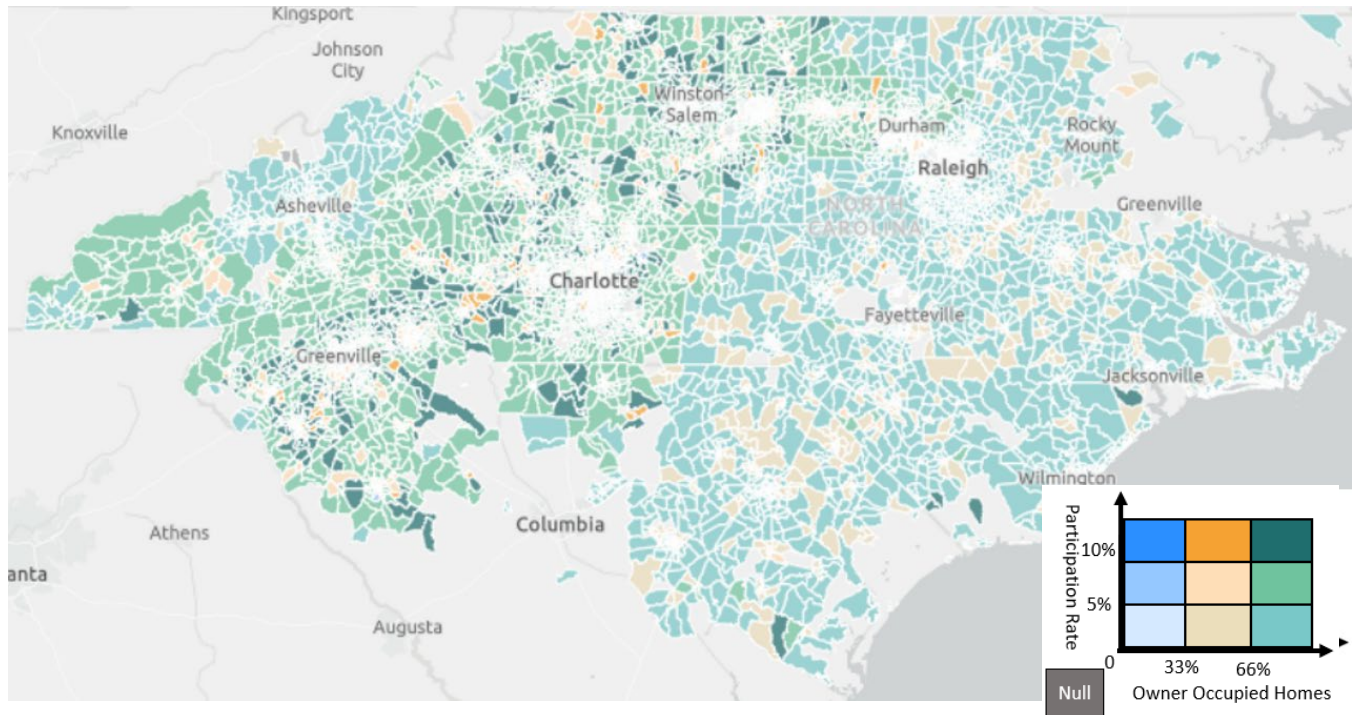 Kingsport
Johnson
City
Knoxville
Winston-
Salem
Durham
Rocky
Mount
Raleigh
Asheville
NORTH
CAROLINA
Greenville
Charlotte
Fayetteville
Greenville
Jacksonville
Wilmington
Columbia
Athens
anta
Augusta
Participation Rate
10%
5%
0
33%
66%
Null
Owner Occupied Homes